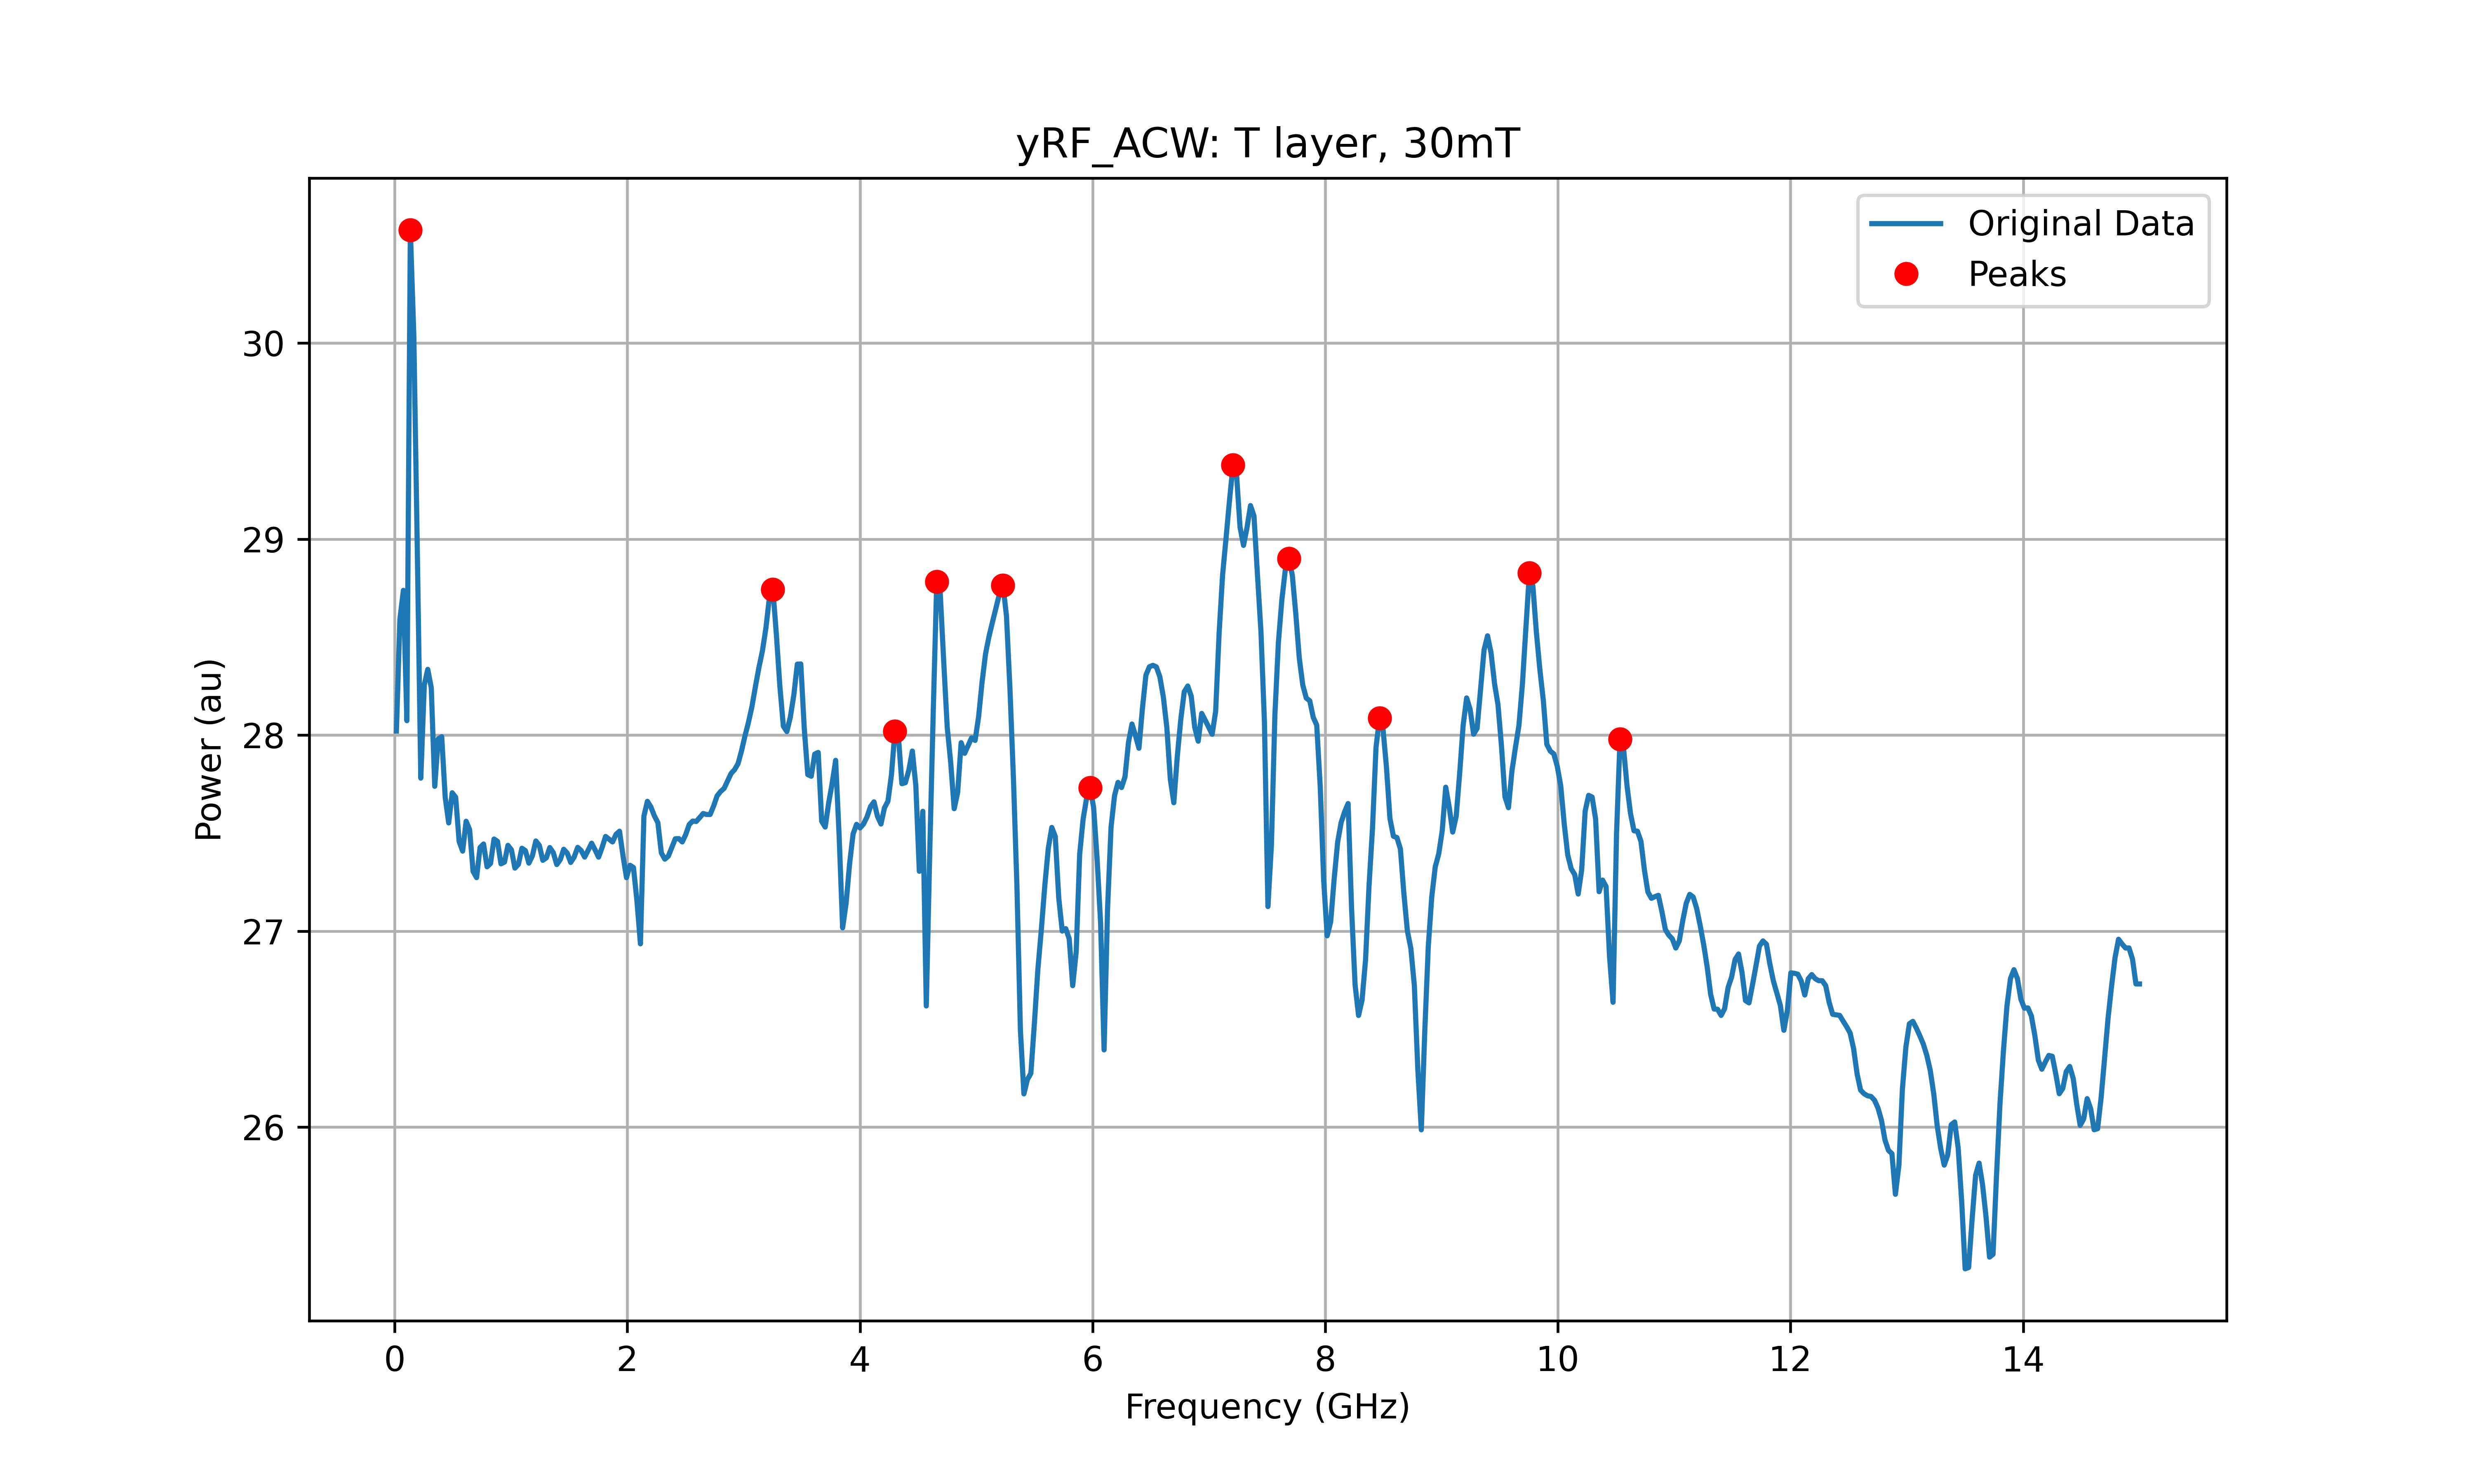 yRF_ACW: T layer, 30mT
Original Data
Peaks
30
29
28
27
26
Power (au)
0 2 4 6 8 10 12 14
Frequency (GHz)